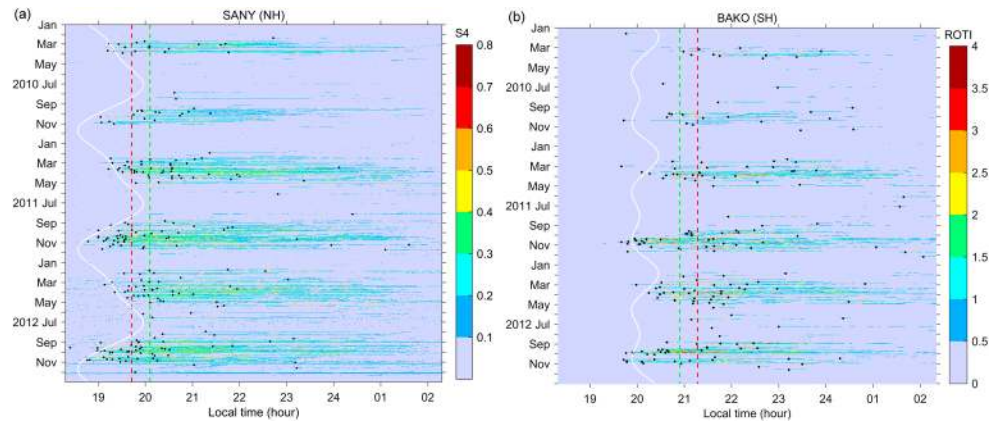 (a)
SANY (NH)
S4
Jan
Mar
May
2010 Jul
Sep
Nov
Jan
Mar
May
2011 Jul
Sep
Nov
Jan
Mar
May
2012 Jul
Sep
Nov
19 20 21 22 23 24 01 02
Local time (hour)
0.8
0.7
0.6
0.5
0.4
0.3
0.2
0.1
(b)
BAKO (SH)
ROTI
Jan
Mar
May
2010 Jul
Sep
Nov
Jan
Mar
May
2011 Jul
Sep
Nov
Jan
Mar
May
2012 Jul
Sep
Nov
19 20 21 22 23 24 01 02
Local time (hour)
4
3.5
3
2.5
2
1.5
1
0.5
0